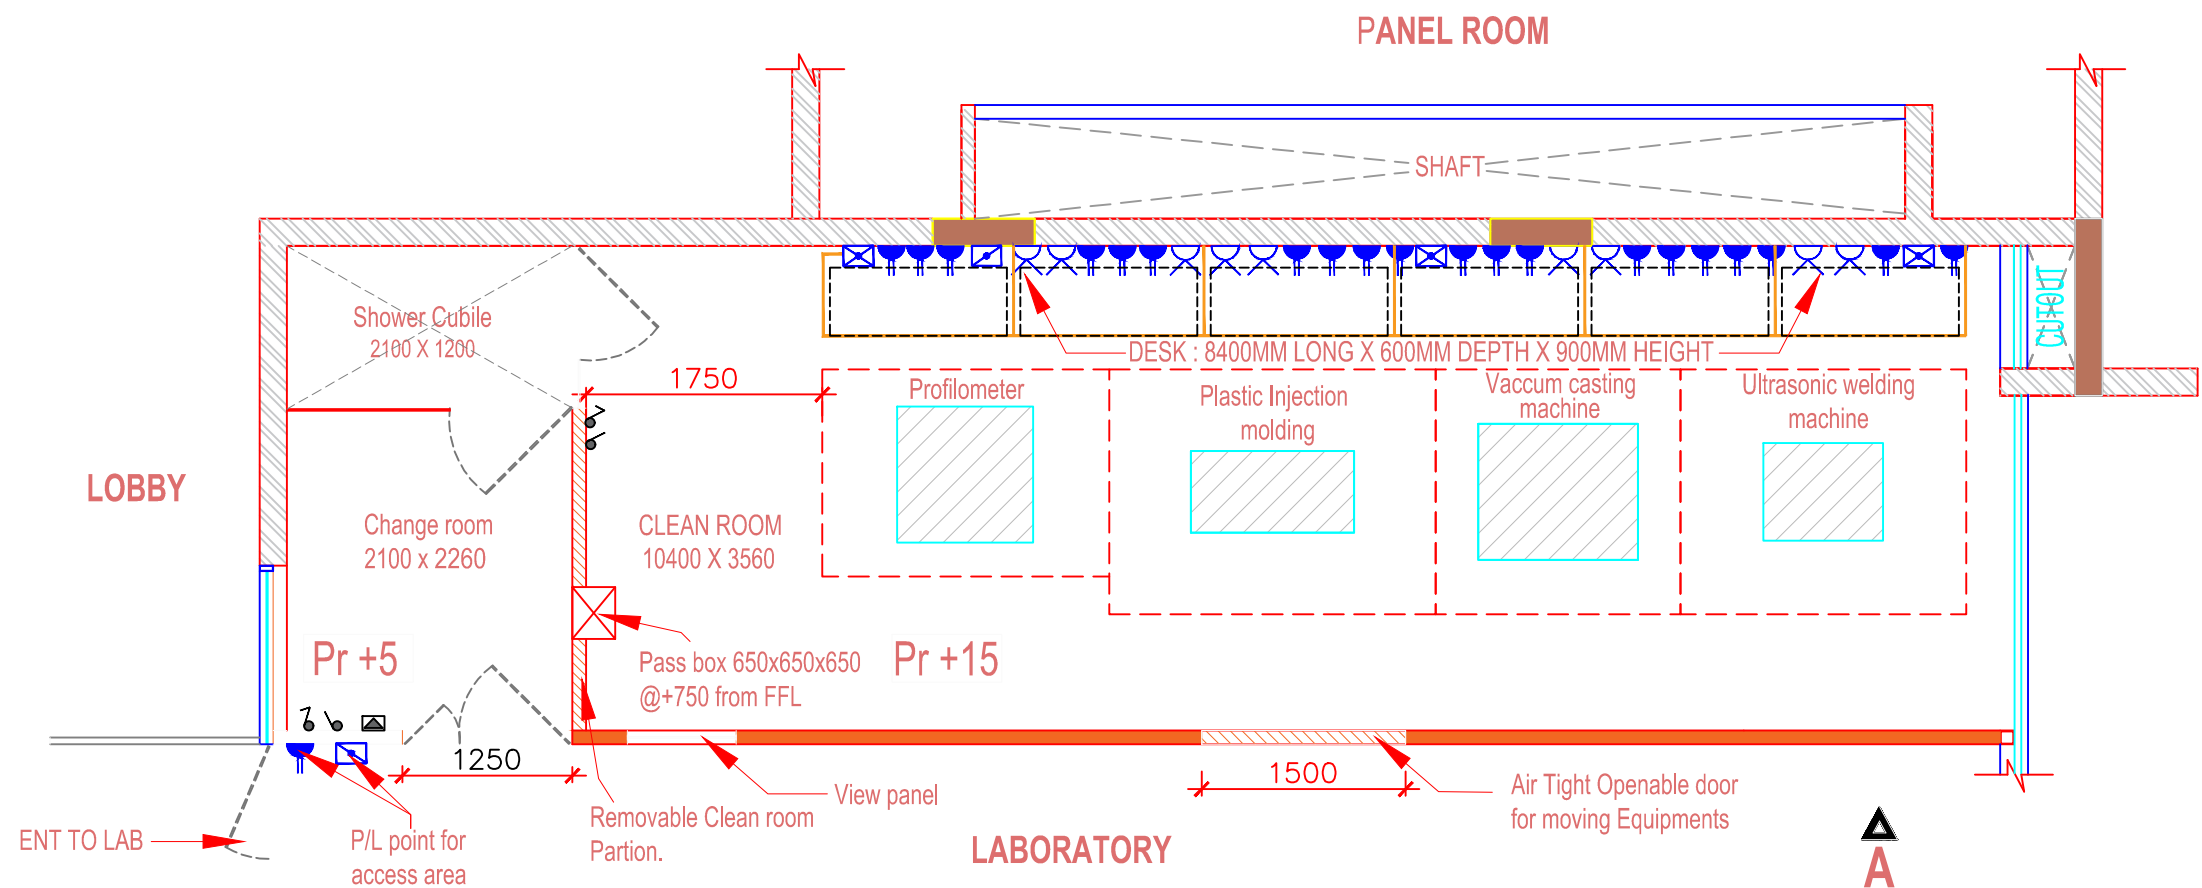 PANEL ROOM
SHAFT
Shower Cubile
2100 X 1200
CUTOUT
DESK : 8400MM LONG X 600MM DEPTH X 900MM HEIGHT
1750
Profilometer
Plastic Injection
molding
Vaccum casting
machine
Ultrasonic welding
machine
LOBBY
Change room
2100 x 2260
CLEAN ROOM
10400 X 3560
Pr +5
Pass box 650x650x650
@+750 from FFL
Pr +15
1250
1500
View panel
Air Tight Openable door
for moving Equipments
Removable Clean room
Partion.
ENT TO LAB
P/L point for
access area
LABORATORY
A